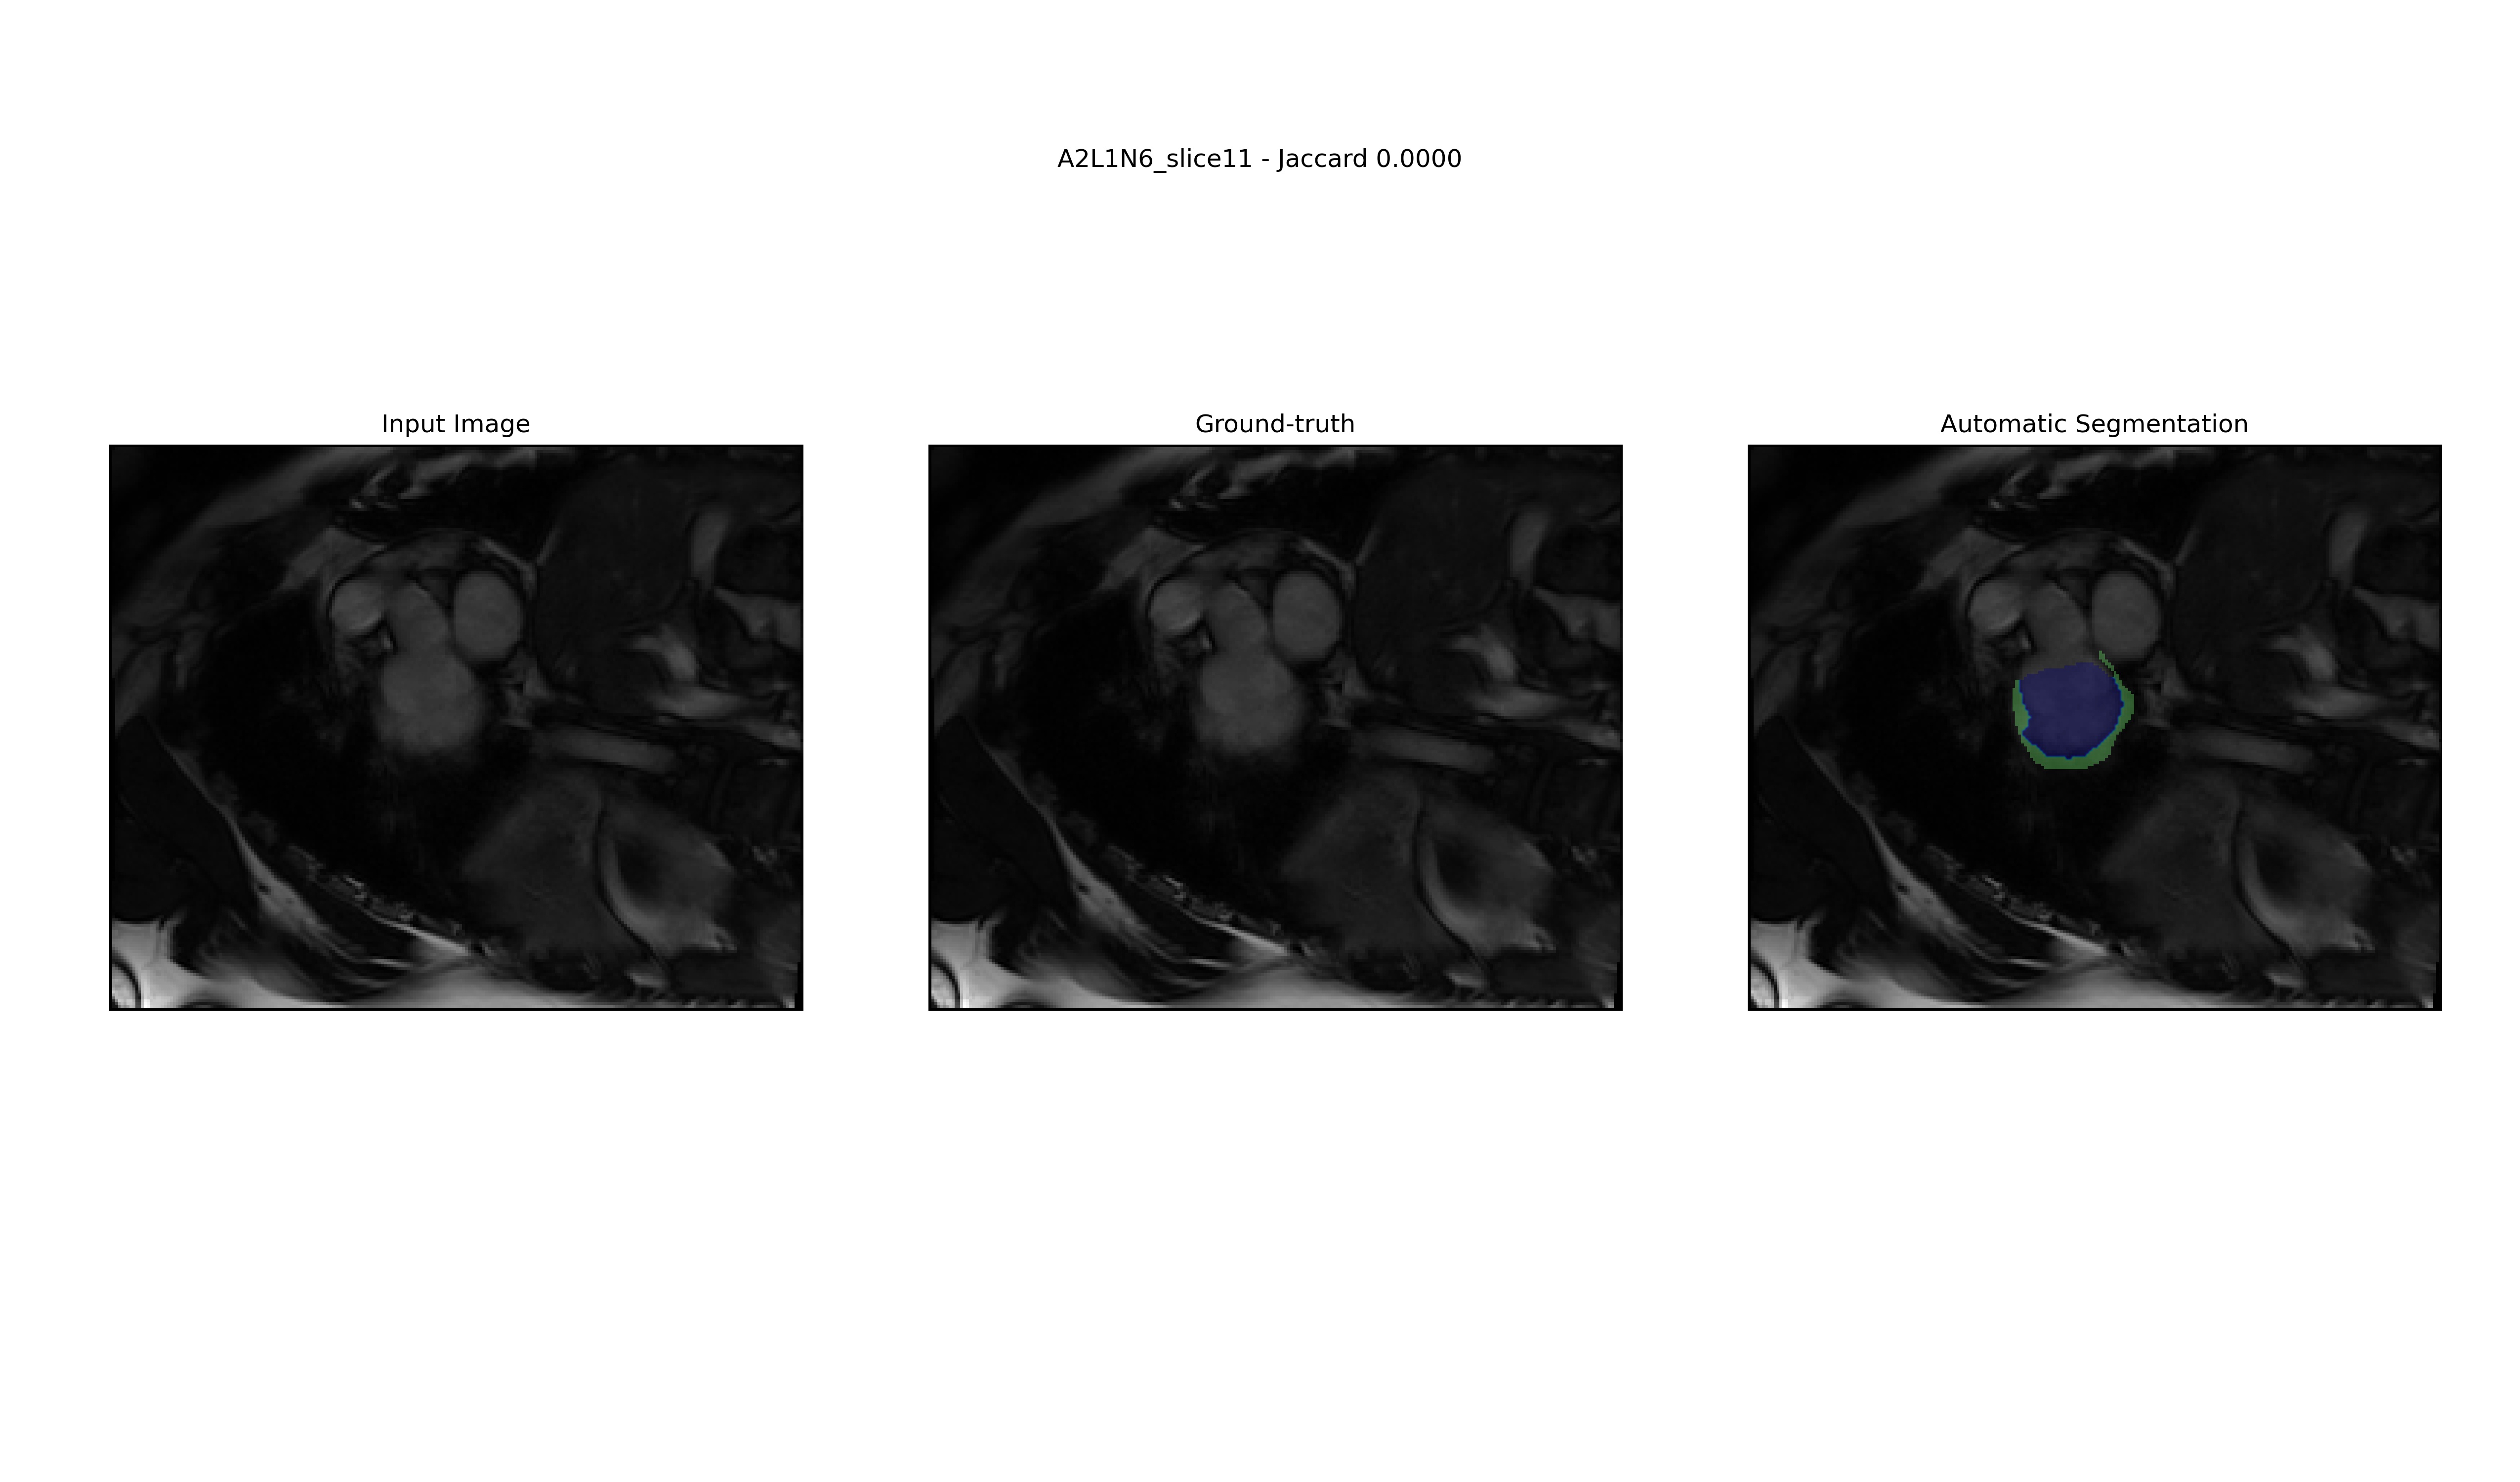 A2L1N6_slice11 - Jaccard 0.0000
Input Image
Ground-truth
Automatic Segmentation